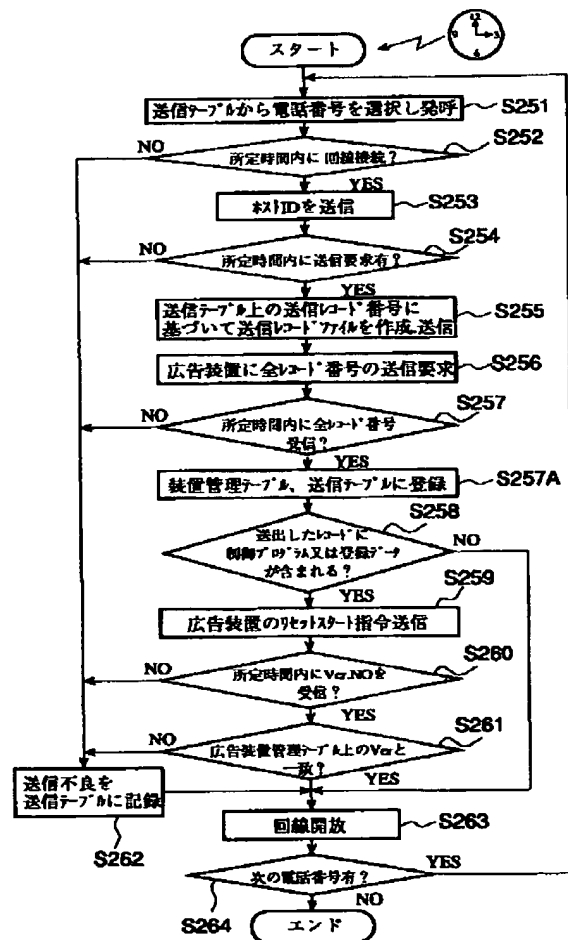 スタート
12
3
6
9
送信テーブルから電話番号を選択し発呼
S251
所定時間内に回線接続?
S252
NO
YES
ホストIDを送信
S253
所定時間内に送信要求有?
S254
NO
YES
送信テーブル上の送信レコード番号に
基づいて送信レコードファイルを作成.送信
S255
広告装置に全レコード番号の送信要求
S256
所定時間内に全レコード番号
受信?
S257
NO
YES
装置管理テーブル、送信テーブルに登録
S257A
送出したレコードに
制御プログラム又は登録データ
が含まれる?
S258
NO
YES
広告装置のリセットスタート指令送信
S259
所定時間内にVer.NOを
受信?
S260
NO
YES
広告装置管理テーブル上のVerと
一致?
S261
NO
YES
送信不良を
送信テーブルに記録
S262
回線開放
S263
次の電話番号有?
S264
YES
NO
エンド